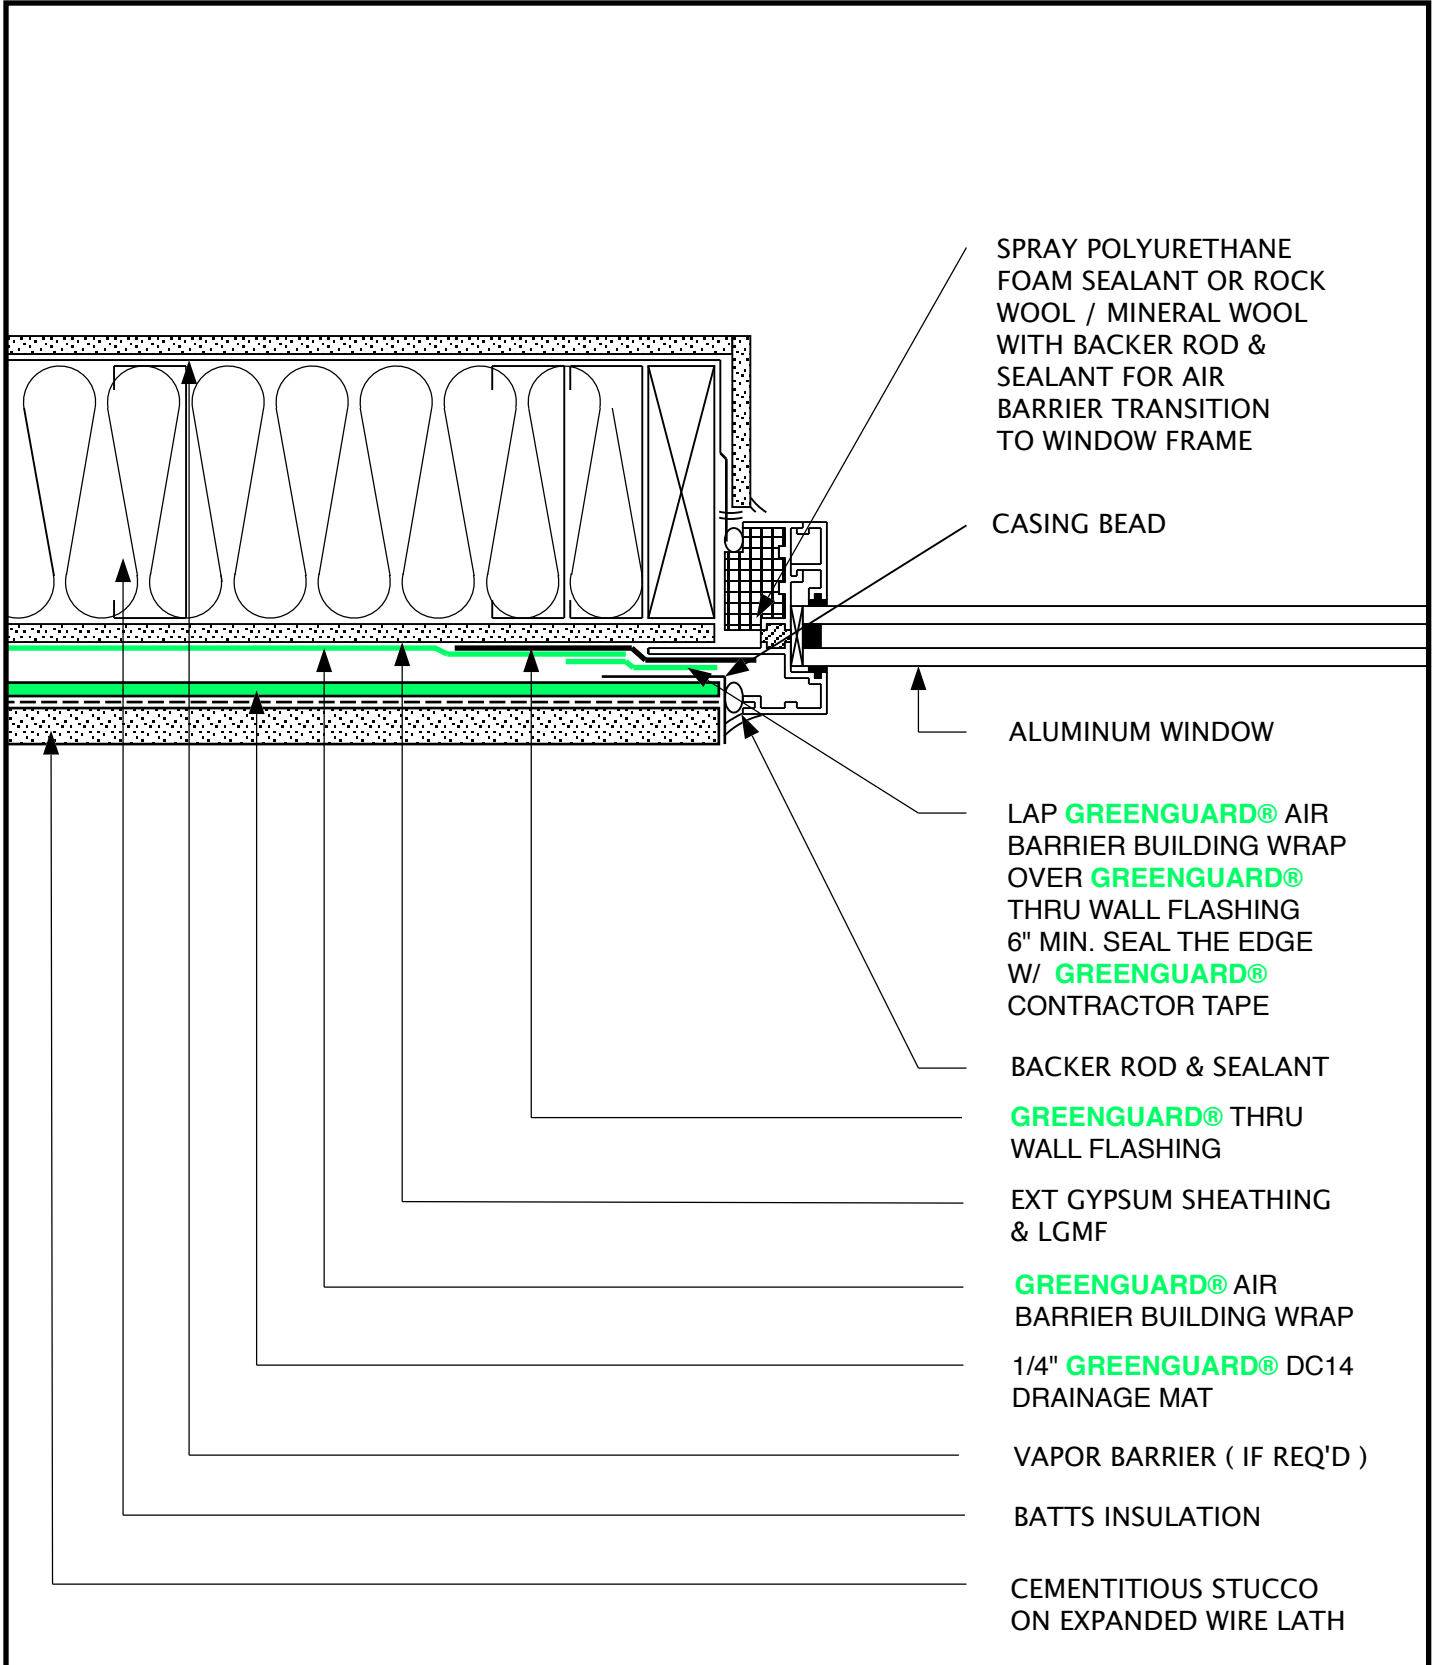 SPRAY POLYURETHANE
FOAM SEALANT OR ROCK
WOOL / MINERAL WOOL
WITH BACKER ROD &
SEALANT FOR AIR
BARRIER TRANSITION
TO WINDOW FRAME
CASING BEAD
ALUMINUM WINDOW
LAP GREENGUARD® AIR
BARRIER BUILDING WRAP
OVER GREENGUARD®
THRU WALL FLASHING
6" MIN. SEAL THE EDGE
W/ GREENGUARD®
CONTRACTOR TAPE
BACKER ROD & SEALANT
GREENGUARD® THRU
WALL FLASHING
EXT GYPSUM SHEATHING
& LGMF
GREENGUARD® AIR
BARRIER BUILDING WRAP
1/4" GREENGUARD® DC14
DRAINAGE MAT
VAPOR BARRIER ( IF REQ'D )
BATTS INSULATION
CEMENTITIOUS STUCCO
ON EXPANDED WIRE LATH